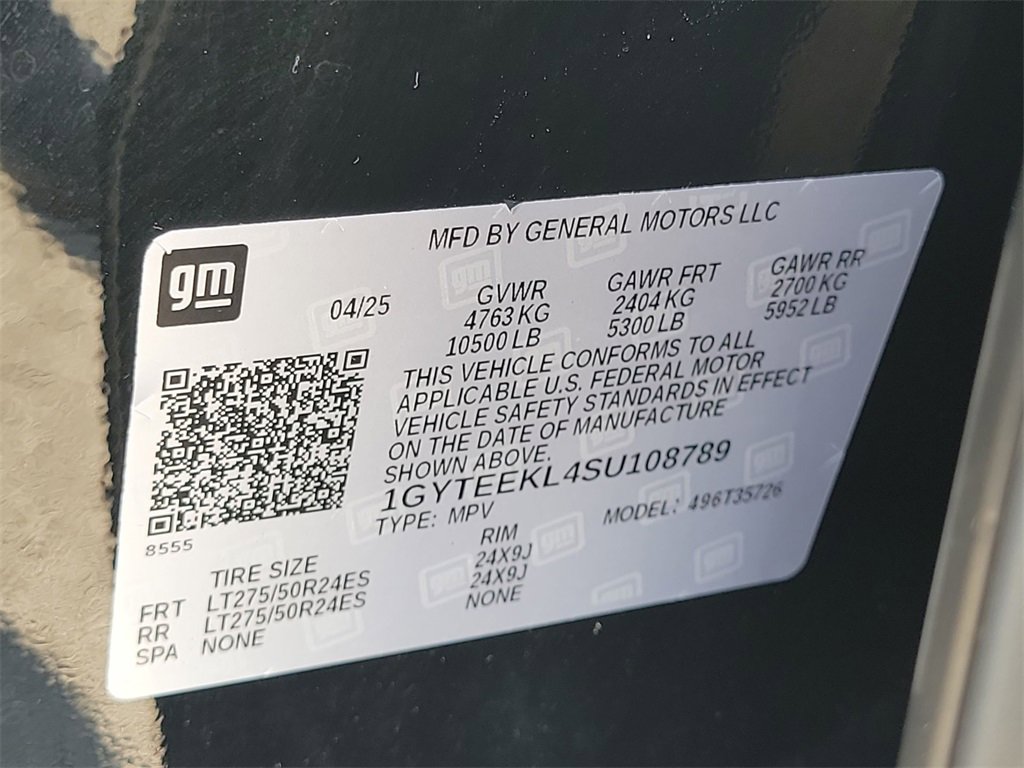 MFD BY GENERAL MOTORS LLC
gm
04/25
GVWR
4763 KG
10500 LB
GAWR FRT
2404 KG
5300 LB
GAWR RR
2700 KG
5952 LB
THIS VEHICLE CONFORMS TO ALL
APPLICABLE U.S. FEDERAL MOTOR
VEHICLE SAFETY STANDARDS IN EFFECT
ON THE DATE OF MANUFACTURE
SHOWN ABOVE.
1GYTEEKL4SU108789
TYPE: MPV
MODEL: 496T35726
8555
TIRE SIZE RIM
FRT LT275/50R24ES 24X9J
RR LT275/50R24ES 24X9J
SPA NONE NONE